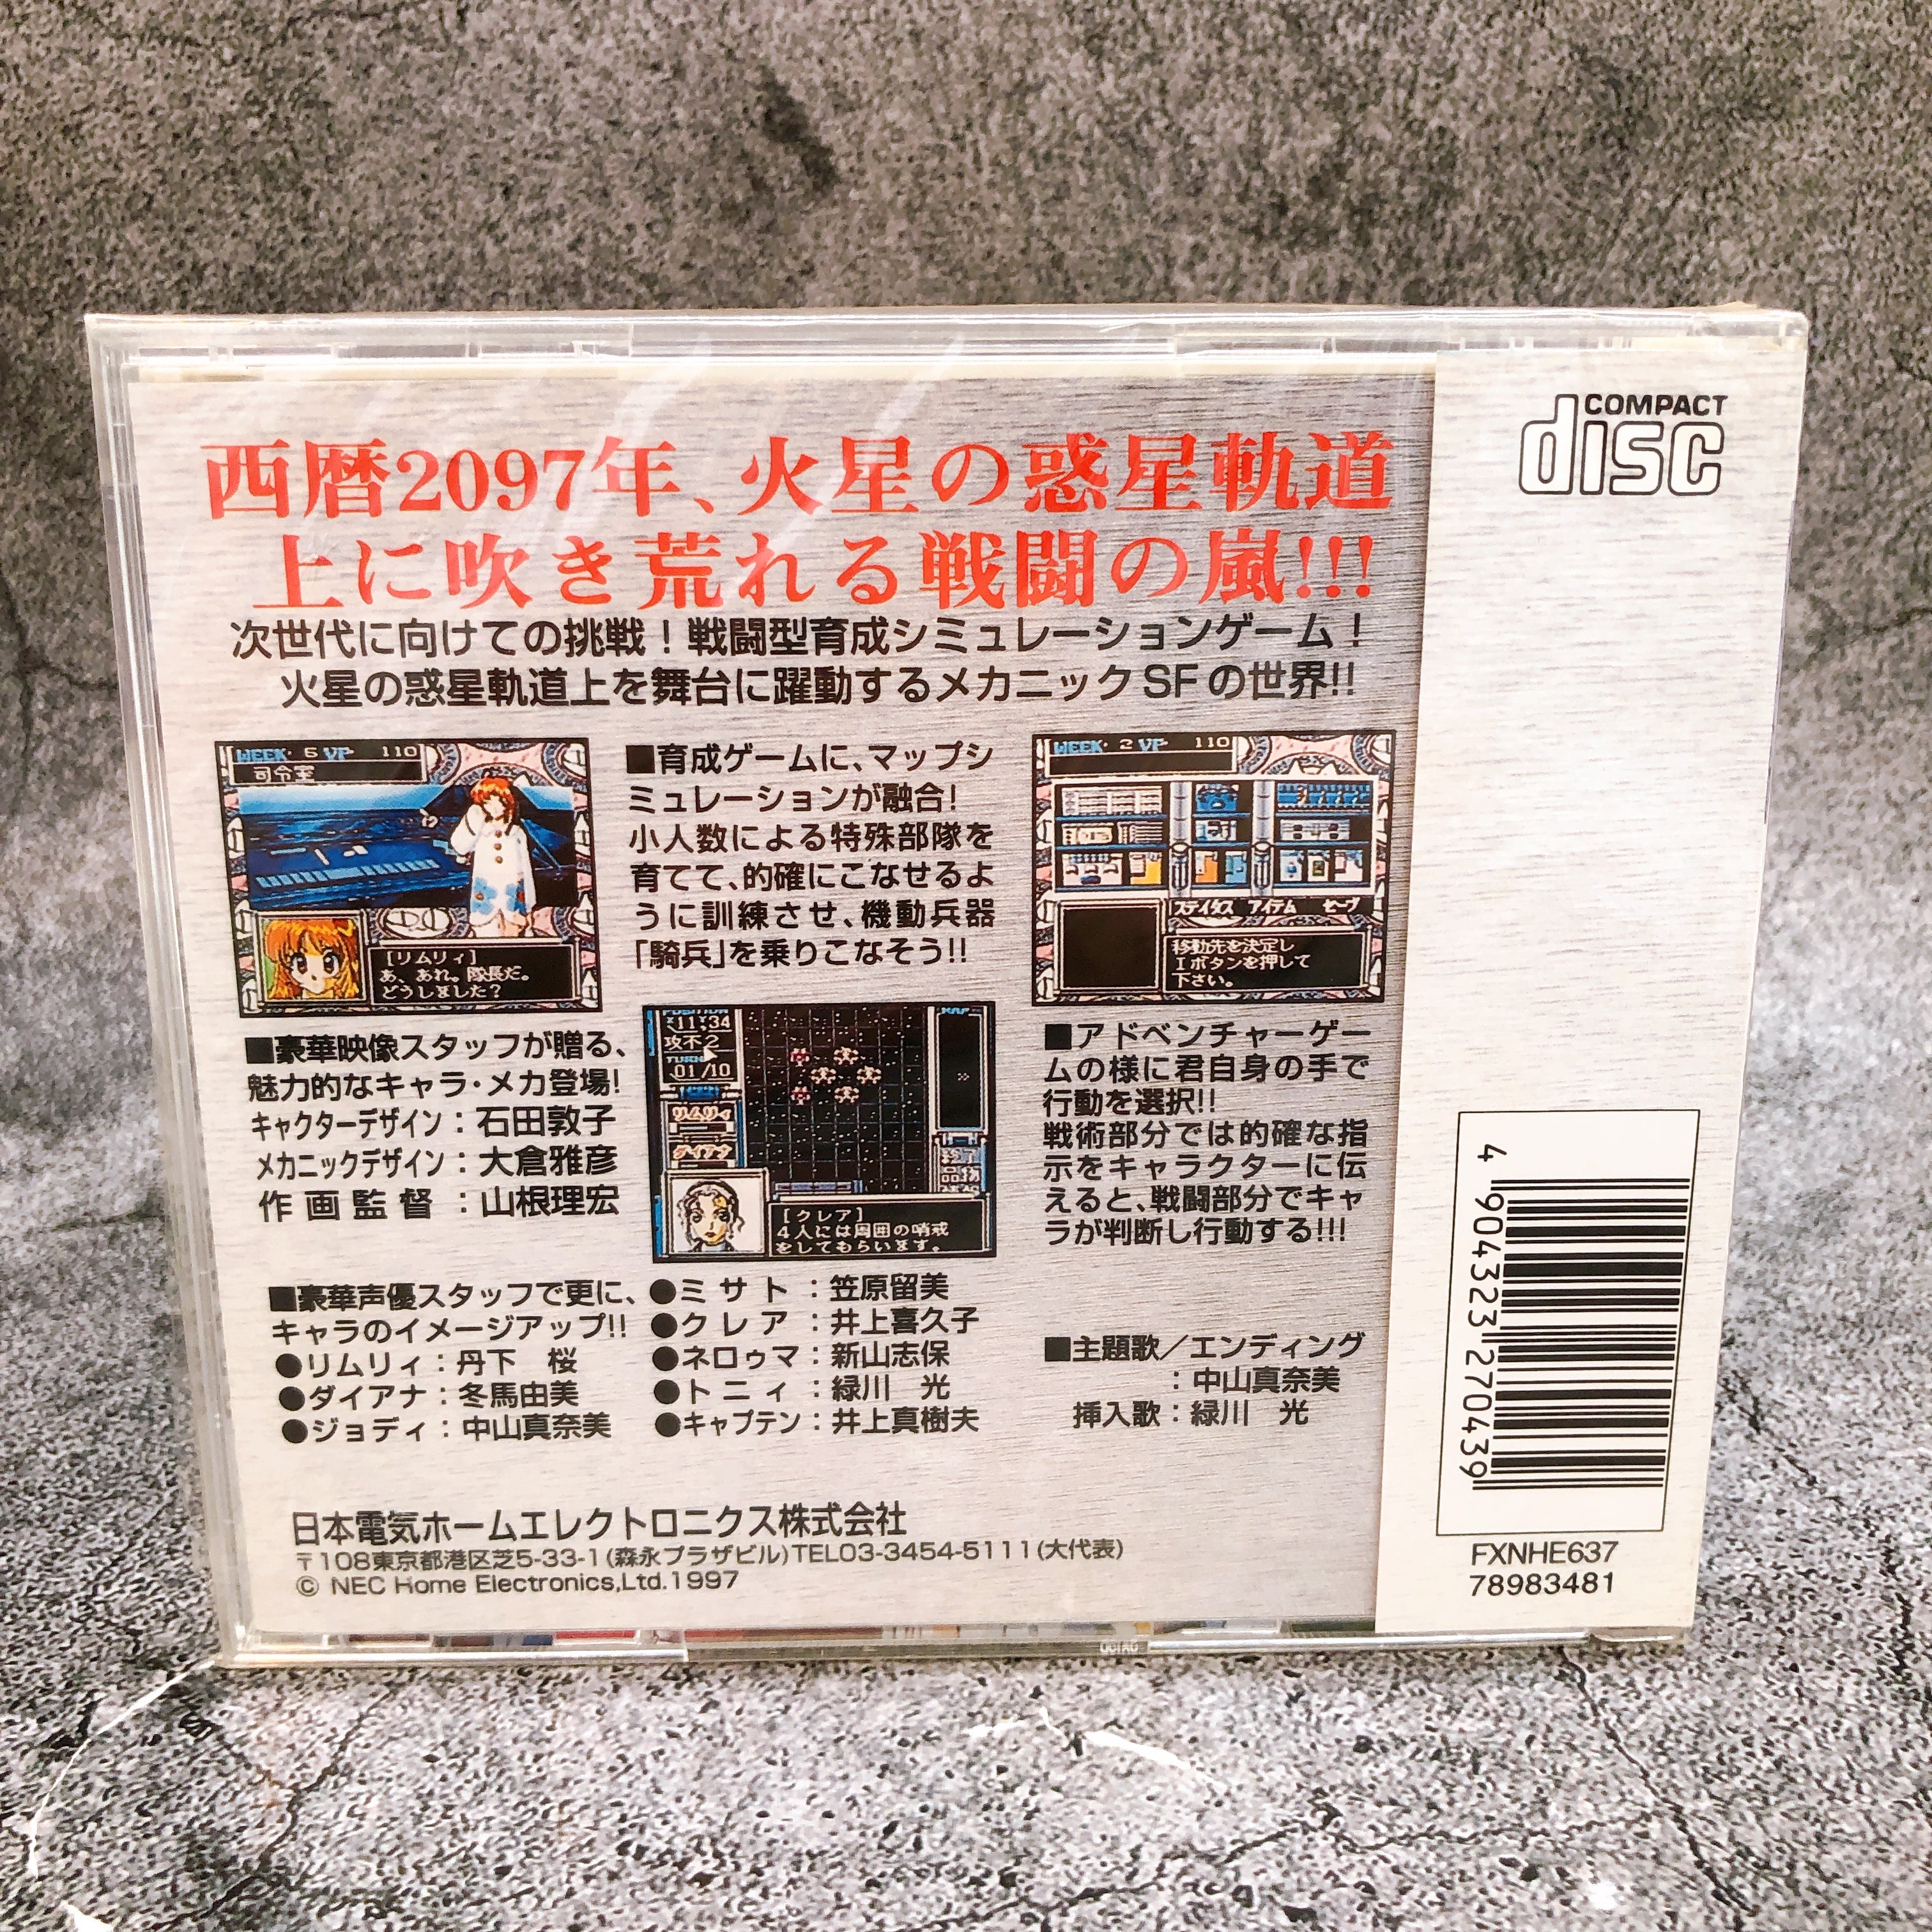 COMPACT
disc
西暦2097年、火星の惑星軌道
上に吹き荒れる戦闘の嵐!!!
次世代に向けての挑戦!戦闘型育成シミュレーションゲーム!
火星の惑星軌道上を舞台に躍動するメカニックSFの世界!!
WEEK・6 VP 110
司令室
[リムリィ]
あ、あれ。隊長だ。
どうしました?
■豪華映像スタッフが贈る、
魅力的なキャラ・メカ登場!
キャクターデザイン:石田敦子
メカニックデザイン:大倉雅彦
作画監督:山根理宏
■育成ゲームに、マップシ
ミュレーションが融合!
小人数による特殊部隊を
育てて、的確にこなせるよ
うに訓練させ、機動兵器
「騎兵」を乗りこなそう!!
POSITION
X11:34
攻不2
TURN
01/10
MAP
リムリィ
ダイアナ
終了
[クレア]
4人には周囲の哨戒
をしてもらいます。
WEEK・2 VP 110
ステイタス アイテム セーブ
移動先を決定し
Iボタンを押して
下さい。
■アドベンチャーゲー
ムの様に君自身の手で
行動を選択!!
戦術部分では的確な指
示をキャラクターに伝
えると、戦闘部分でキャ
ラが判断し行動する!!!
■豪華声優スタッフで更に、
キャラのイメージアップ!!
●リムリィ:丹下 桜
●ダイアナ:冬馬由美
●ジョディ:中山真奈美
●ミサト:笠原留美
●クレア:井上喜久子
●ネロゥマ:新山志保
●トニィ:緑川 光
●キャプテン:井上真樹夫
■主題歌/エンディング
:中山真奈美
挿入歌:緑川 光
日本電気ホームエレクトロニクス株式会社
〒108東京都港区芝5-33-1(森永プラザビル)TEL03-3454-5111(大代表)
© NEC Home Electronics,Ltd.1997
4 904323 270439
FXNHE637
78983481